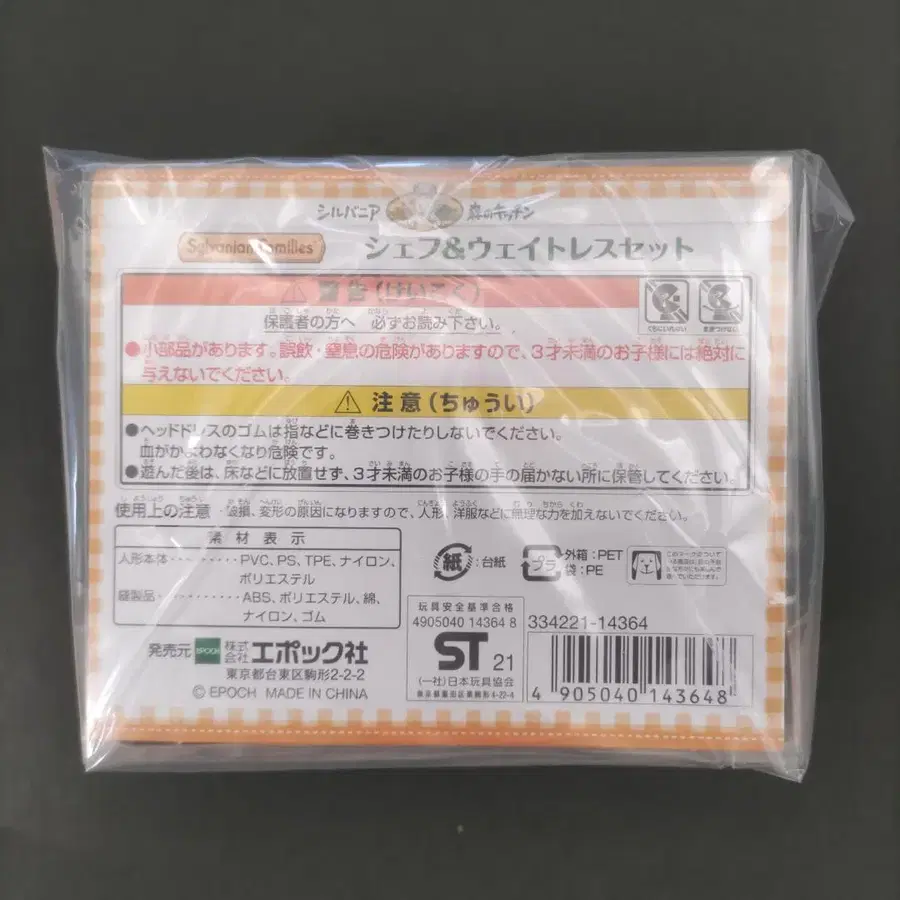 シルバニア 森のキッチン
Sylvanian Families
シェフ&ウェイトレスセット
警告(けいこく)
保護者の方へ 必ずお読み下さい。
●小部品があります。誤飲・窒息の危険がありますので、3才未満のお子様には絶対に
与えないでください。
注意(ちゅうい)
●ヘッドドレスのゴムは指などに巻きつけたりしないでください。
血がかよわなくなり危険です。
●遊んだ後は、床などに放置せず、3才未満のお子様の手の届かない所に保管してください。
使用上の注意 ・破損、変形の原因になりますので、人形、洋服などに無理な力を加えないでください。
素材表示
人形本体・・・・・・・・・PVC、PS、TPE、ナイロン、
ポリエステル
縫製品・・・・・・・・・・ABS、ポリエステル、綿、
ナイロン、ゴム
紙:台紙
プラ 外箱:PET
袋:PE
発売元 EPOCH 株式会社 エポック社
東京都台東区駒形2-2-2
© EPOCH MADE IN CHINA
玩具安全基準合格
4905040 14364 8
ST 21
(一社)日本玩具協会
東京都墨田区東駒形4-22-4
334221-14364
4 905040 143648